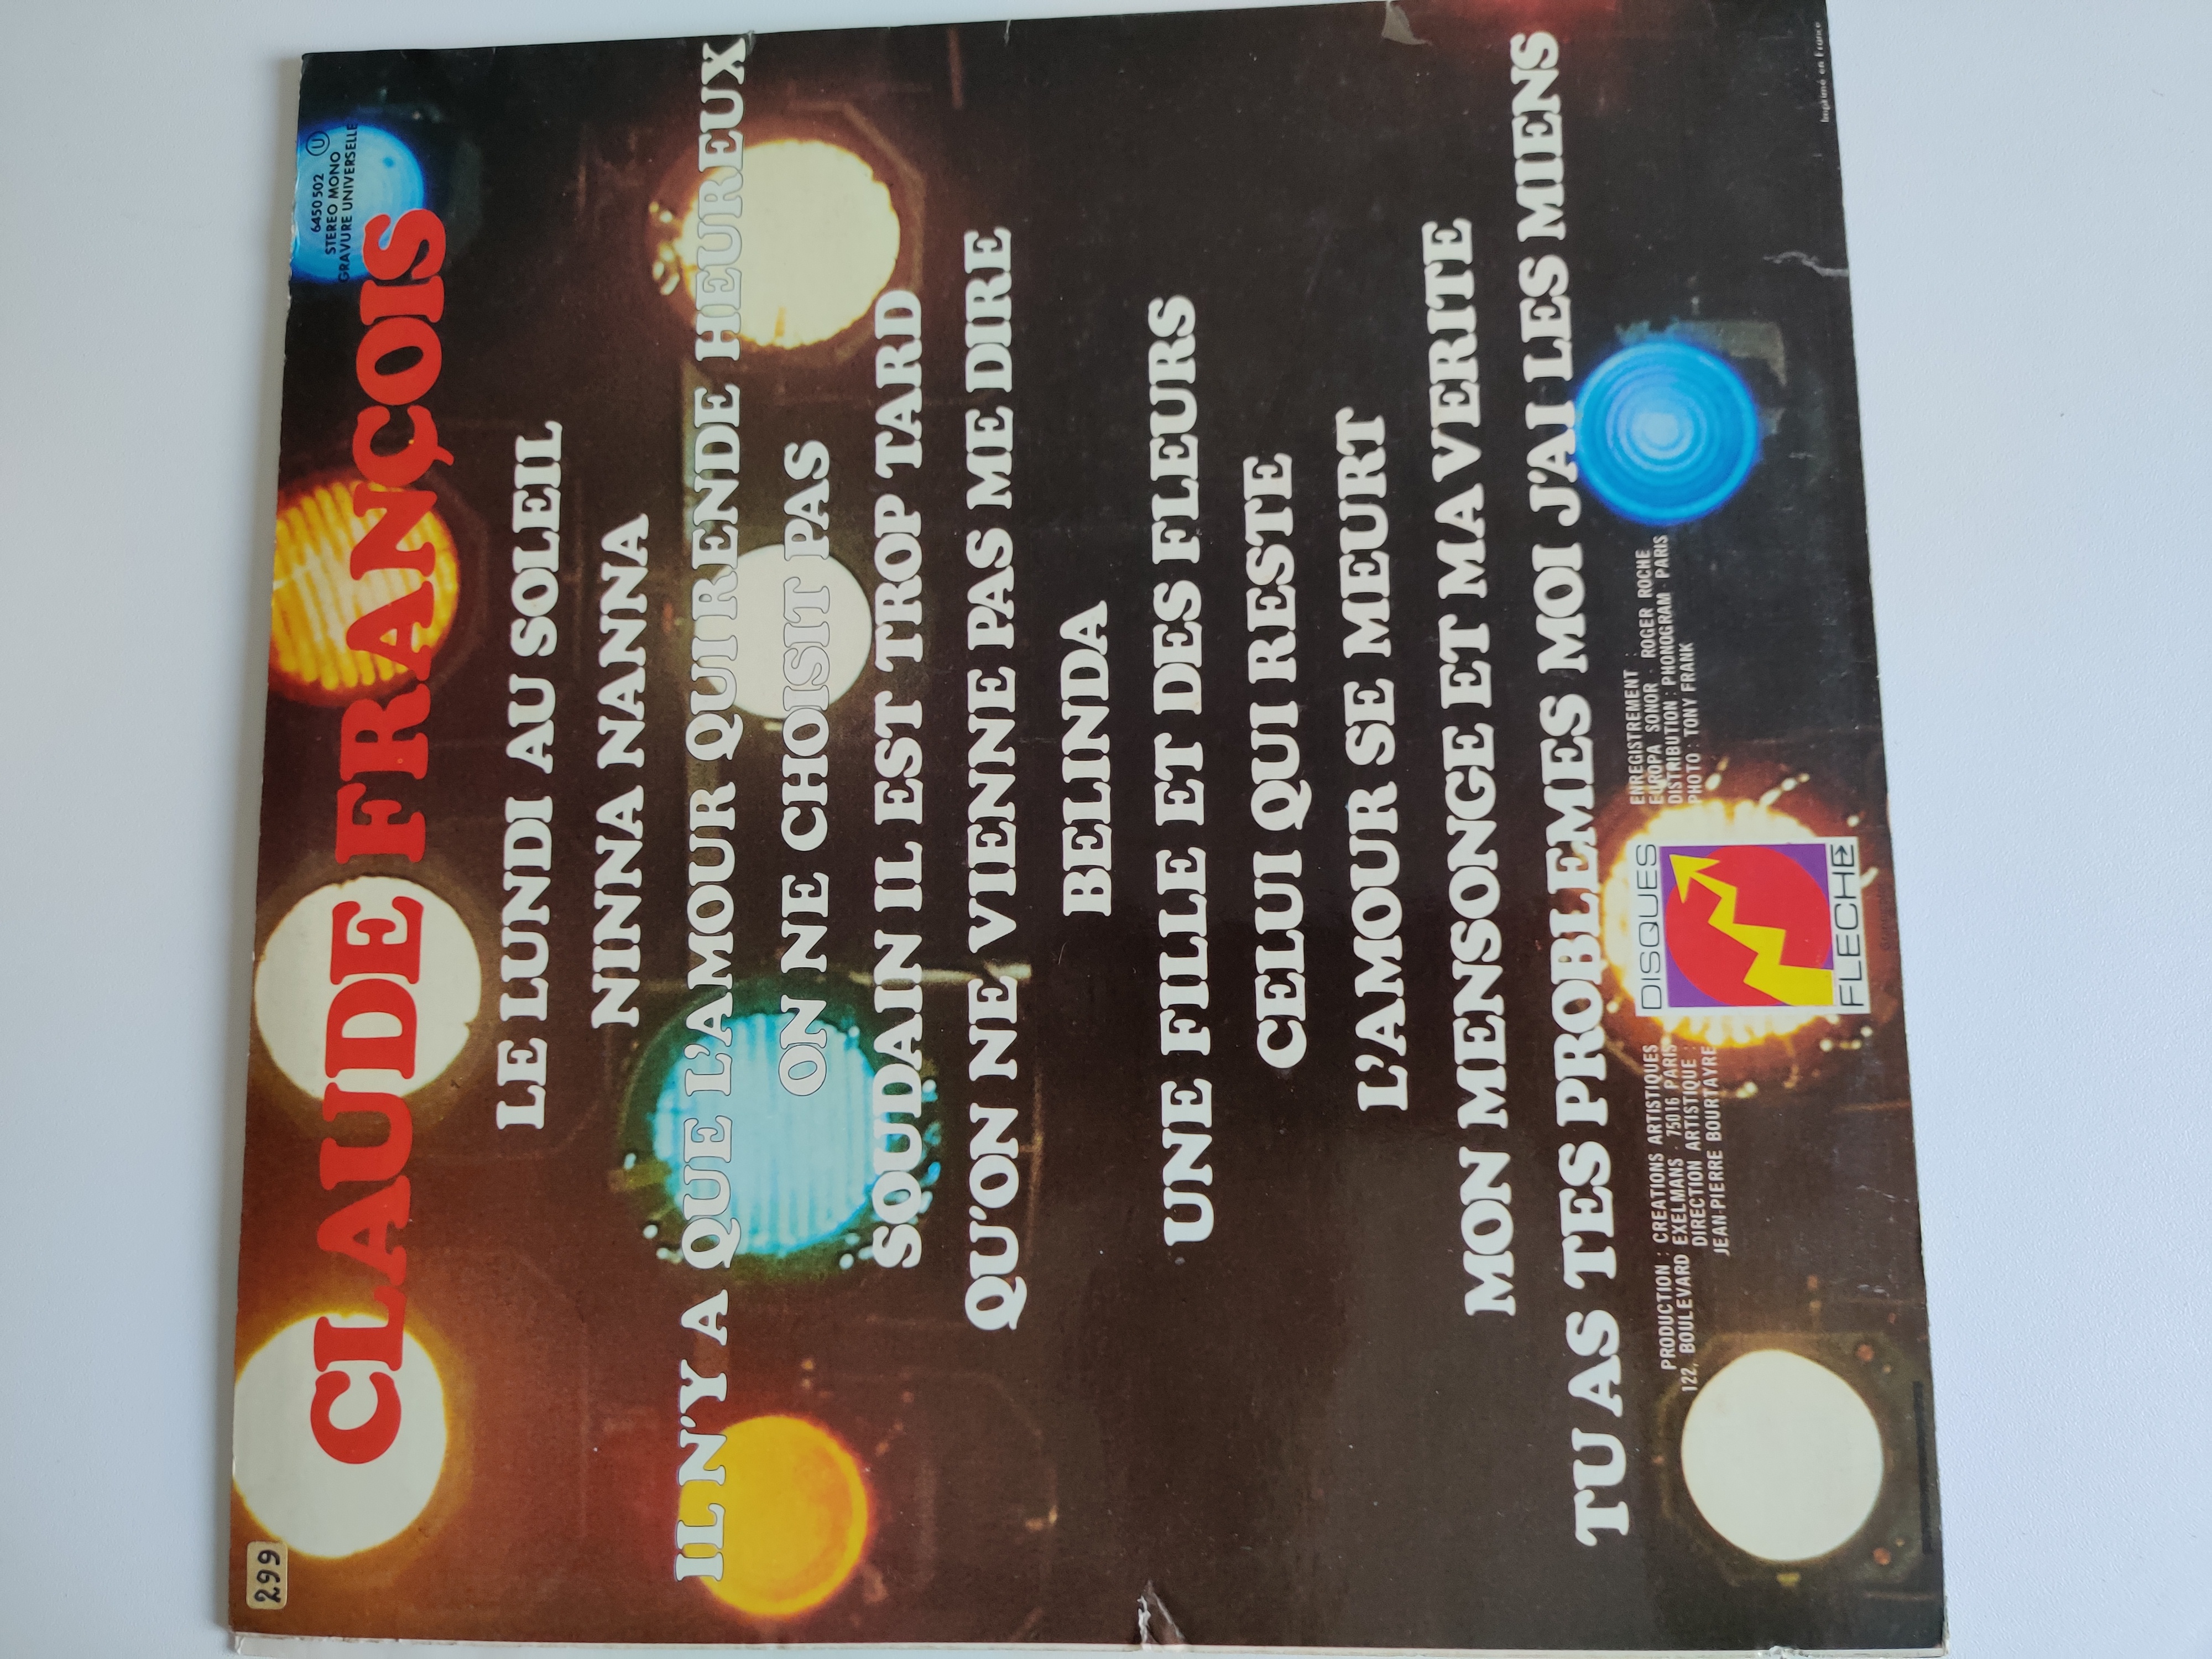 299
6450 502 U
STEREO MONO
GRAVURE UNIVERSELLE
CLAUDE FRANÇOIS
LE LUNDI AU SOLEIL
NINNA NANNA
IL N'Y A QUE L'AMOUR QUI RENDE HEUREUX
ON NE CHOISIT PAS
SOUDAIN IL EST TROP TARD
QU'ON NE VIENNE PAS ME DIRE
BELINDA
UNE FILLE ET DES FLEURS
CELUI QUI RESTE
L'AMOUR SE MEURT
MON MENSONGE ET MA VERITE
TU AS TES PROBLEMES MOI J'AI LES MIENS
PRODUCTION : CREATIONS ARTISTIQUES
122, BOULEVARD EXELMANS - 75016 PARIS
DIRECTION ARTISTIQUE :
JEAN-PIERRE BOURTAYRE
DISQUES
FLECHE
ENREGISTREMENT :
EUROPA SONOR - ROGER ROCHE
DISTRIBUTION : PHONOGRAM - PARIS
PHOTO : TONY FRANK
Imprimé en France